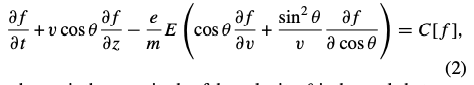 ∂f/∂t + v cos θ ∂f/∂z − e/m E ( cos θ ∂f/∂v + sin² θ/v ∂f/∂ cos θ ) = C[f],
(2)